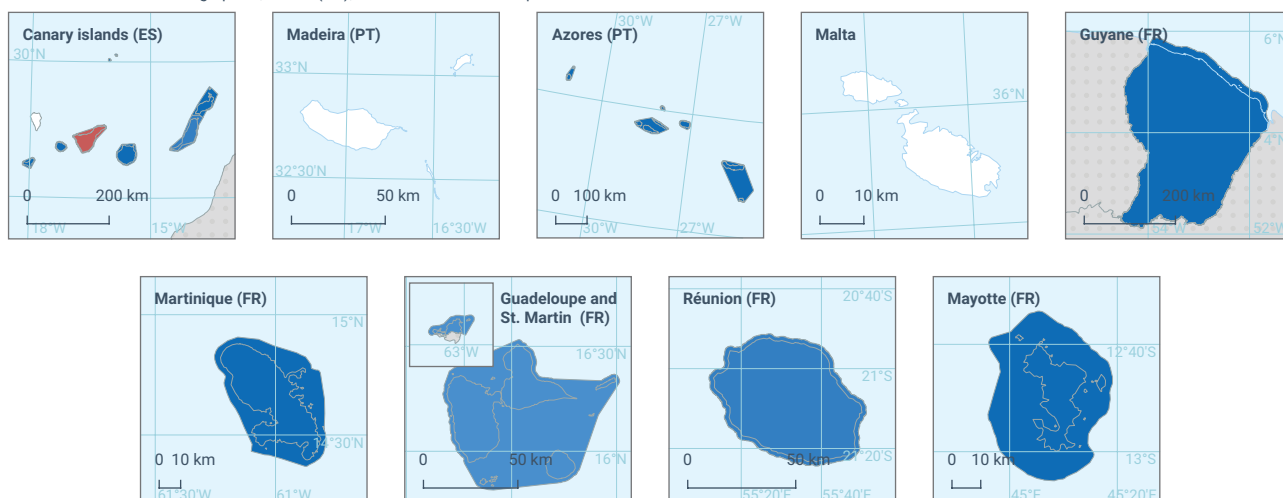 Canary islands (ES)
30°N
0 200 km
18°W 15°W
Madeira (PT)
33°N
32°30'N
0 50 km
17°W 16°30'W
Azores (PT)
30°W 27°W
0 100 km
30°W 27°W
Malta
36°N
0 10 km
Guyane (FR)
6°N
4°N
0 200 km
54°W 52°W
Martinique (FR)
15°N
14°30'N
0 10 km
61°30'W 61°W
Guadeloupe and
St. Martin (FR)
63°W
16°30'N
16°N
0 50 km
Réunion (FR)
20°40'S
21°S
21°20'S
0 50 km
55°20'E 55°40'E
Mayotte (FR)
12°40'S
13°S
0 10 km
45°E 45°20'E